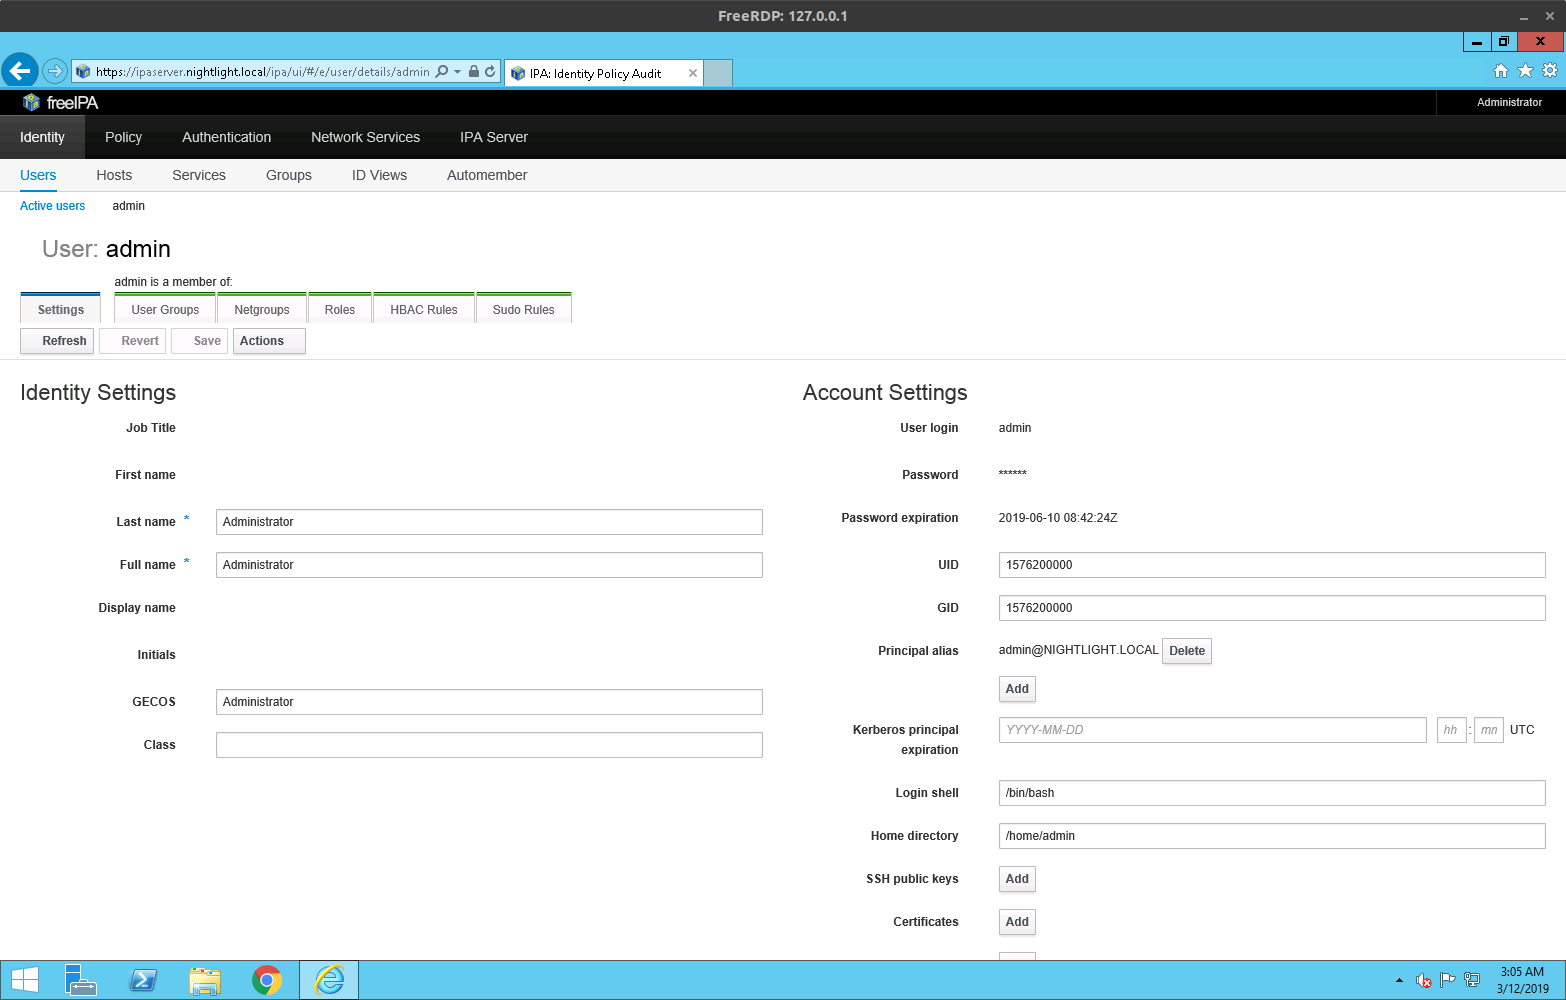 FreeRDP: 127.0.0.1
https://ipaserver.nightlight.local/ipa/ui/#/e/user/details/admin
IPA: Identity Policy Audit
freeIPA
Administrator
Identity Policy Authentication Network Services IPA Server
Users Hosts Services Groups ID Views Automember
Active users admin
User: admin
admin is a member of:
Settings User Groups Netgroups Roles HBAC Rules Sudo Rules
Refresh Revert Save Actions
Identity Settings
Job Title
First name
Last name * Administrator
Full name * Administrator
Display name
Initials
GECOS Administrator
Class
Account Settings
User login admin
Password ******
Password expiration 2019-06-10 08:42:24Z
UID 1576200000
GID 1576200000
Principal alias admin@NIGHTLIGHT.LOCAL Delete
Add
Kerberos principal expiration YYYY-MM-DD hh : mn UTC
Login shell /bin/bash
Home directory /home/admin
SSH public keys Add
Certificates Add
3:05 AM
3/12/2019